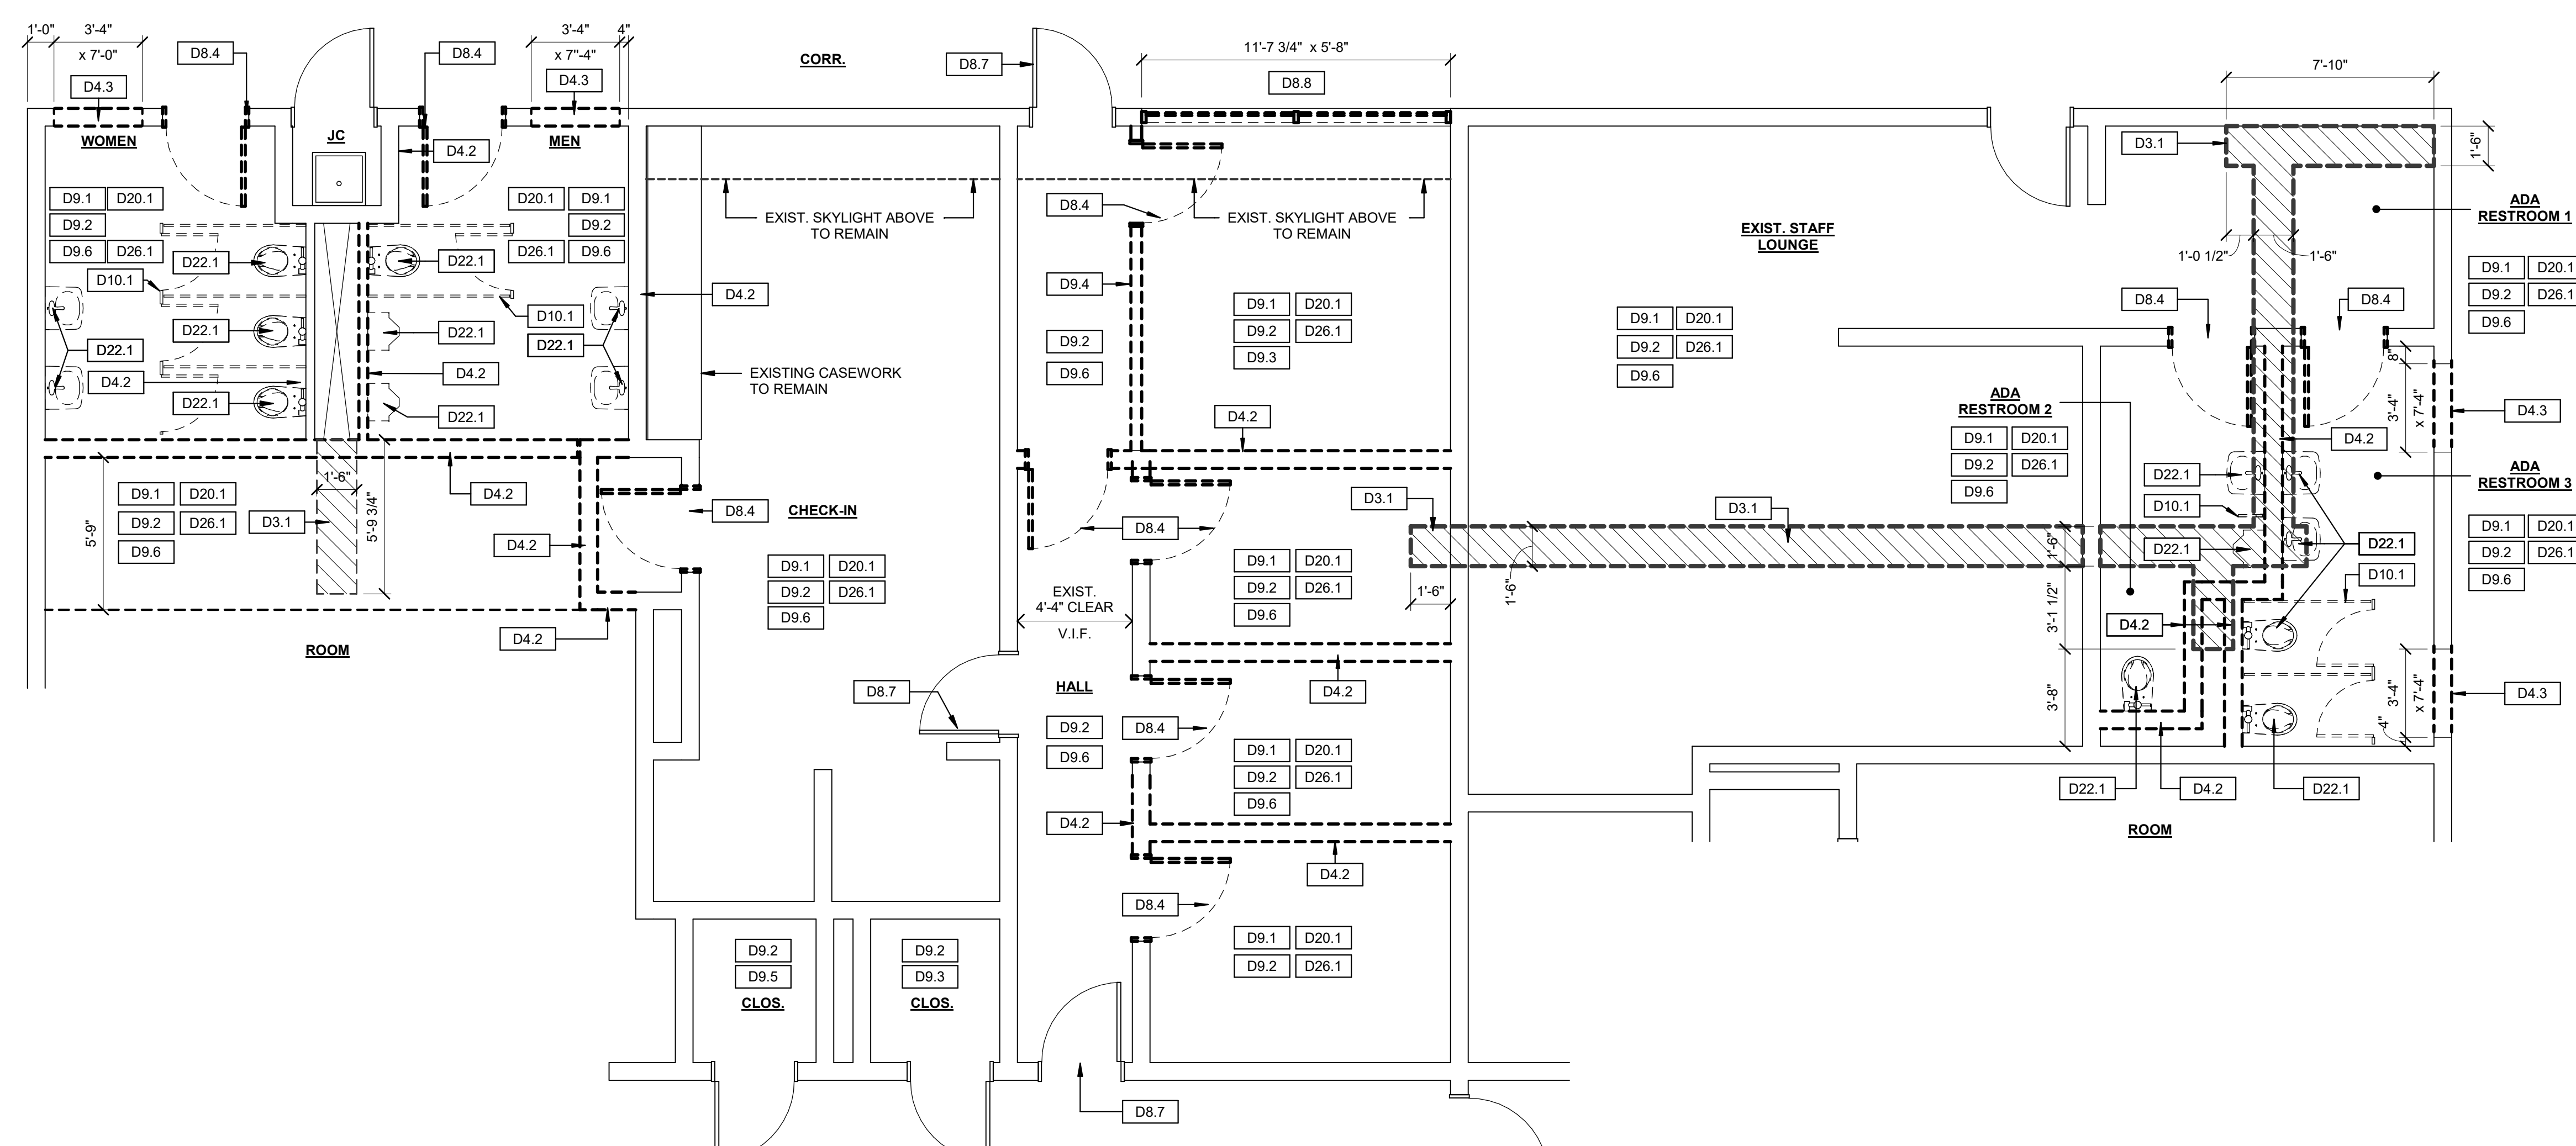 1'-0"
3'-4"
x 7'-0"
D4.3
D8.4
D8.4
3'-4"
4"
x 7''-4"
D4.3
CORR.
D8.7
11'-7 3/4" x 5'-8"
D8.8
7'-10"
WOMEN
JC
D4.2
MEN
D3.1
1'-6"
D9.1 D20.1
D9.2
D9.6 D26.1
D20.1 D9.1
D9.2
D26.1 D9.6
EXIST. SKYLIGHT ABOVE
TO REMAIN
D8.4
EXIST. SKYLIGHT ABOVE
TO REMAIN
EXIST. STAFF
LOUNGE
ADA
RESTROOM 1
1'-0 1/2"
1'-6"
D22.1
D22.1
D10.1
D4.2
D9.4
D9.1 D20.1
D9.2 D26.1
D9.3
D9.1 D20.1
D9.2 D26.1
D9.6
D8.4
D8.4
D9.1 D20.1
D9.2 D26.1
D9.6
D22.1
D22.1
D10.1
D22.1
D22.1
D4.2
D4.2
D22.1
D22.1
EXISTING CASEWORK
TO REMAIN
D9.2
D9.6
D4.2
8"
3'-4"
x 7'-4"
D4.3
ADA
RESTROOM 2
D9.1 D20.1
D9.2 D26.1
D9.6
D4.2
D22.1
D10.1
D22.1
ADA
RESTROOM 3
D9.1 D20.1
D9.2 D26.1
D9.6
1'-6"
5'-9 3/4"
5'-9"
D9.1 D20.1
D9.2 D26.1
D9.6
D3.1
D4.2
D4.2
D8.4
CHECK-IN
D9.1 D20.1
D9.2 D26.1
D9.6
D8.4
D3.1
D3.1
D9.1 D20.1
D9.2 D26.1
D9.6
1'-6"
1'-6"
1'-6"
D22.1
D10.1
EXIST.
4'-4" CLEAR
V.I.F.
3'-1 1/2"
D4.2
D4.2
ROOM
D8.7
HALL
D9.2
D9.6
D8.4
D4.2
3'-8"
3'-4"
x 7'-4"
4"
D4.3
D9.1 D20.1
D9.2 D26.1
D9.6
D4.2
D22.1
D4.2
D22.1
ROOM
D4.2
D8.4
D9.1 D20.1
D9.2 D26.1
D9.2
D9.5
CLOS.
D9.2
D9.3
CLOS.
D8.7